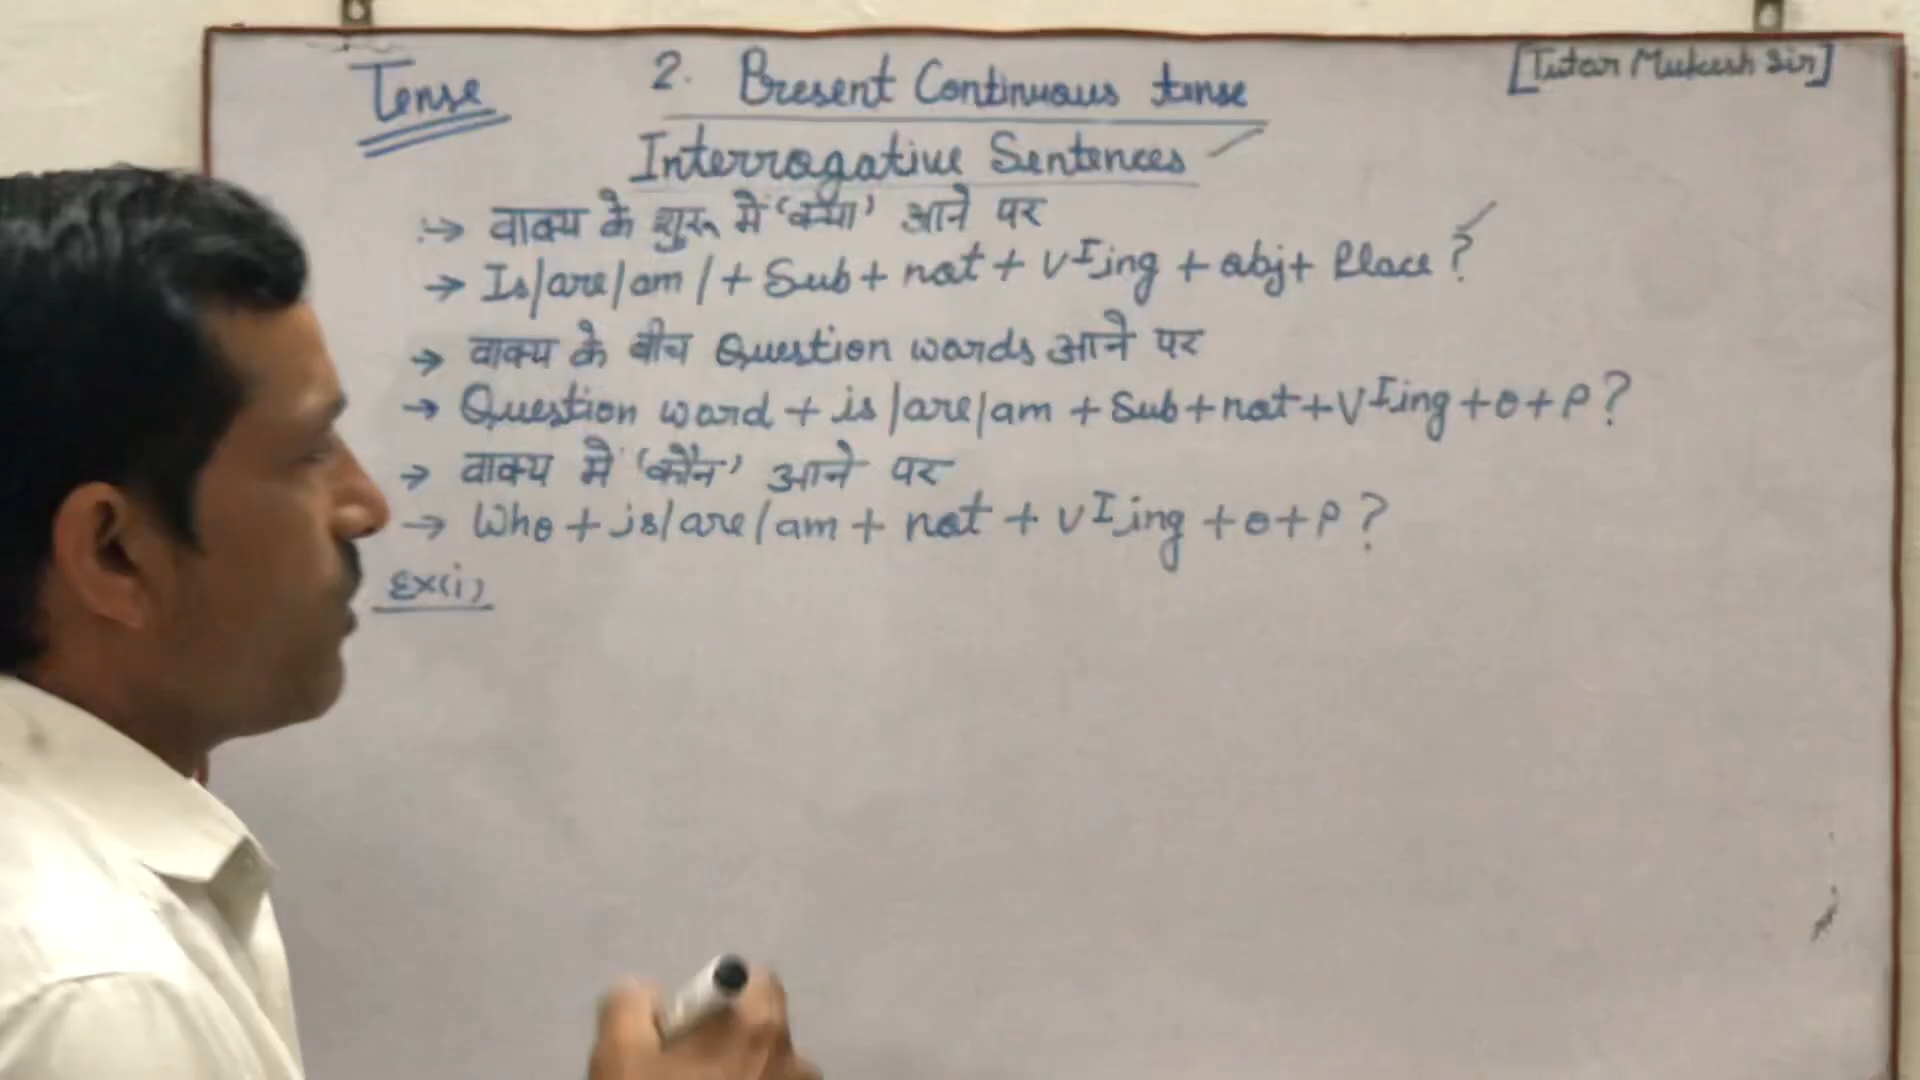 Tense
2. Present Continuous tense
[Tutor Mukesh Sir]
Interrogative Sentences
:→ वाक्य के शुरू में 'क्या' आने पर
→ Is/are/am/+ Sub + not + VIing + obj + Place ?
→ वाक्य के बीच Question words आने पर
→ Question word + is/are/am + Sub + not + VIing + o + P ?
→ वाक्य में 'कौन' आने पर
→ Who + is/are/am + not + VIing + o + P ?
Ex(i)